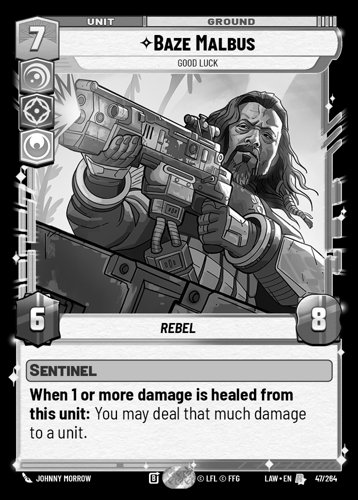 UNIT
GROUND
7
✧BAZE MALBUS
GOOD LUCK
6
REBEL
8
SENTINEL
When 1 or more damage is healed from
this unit: You may deal that much damage
to a unit.
JOHNNY MORROW
© LFL © FFG
LAW • EN
47/264